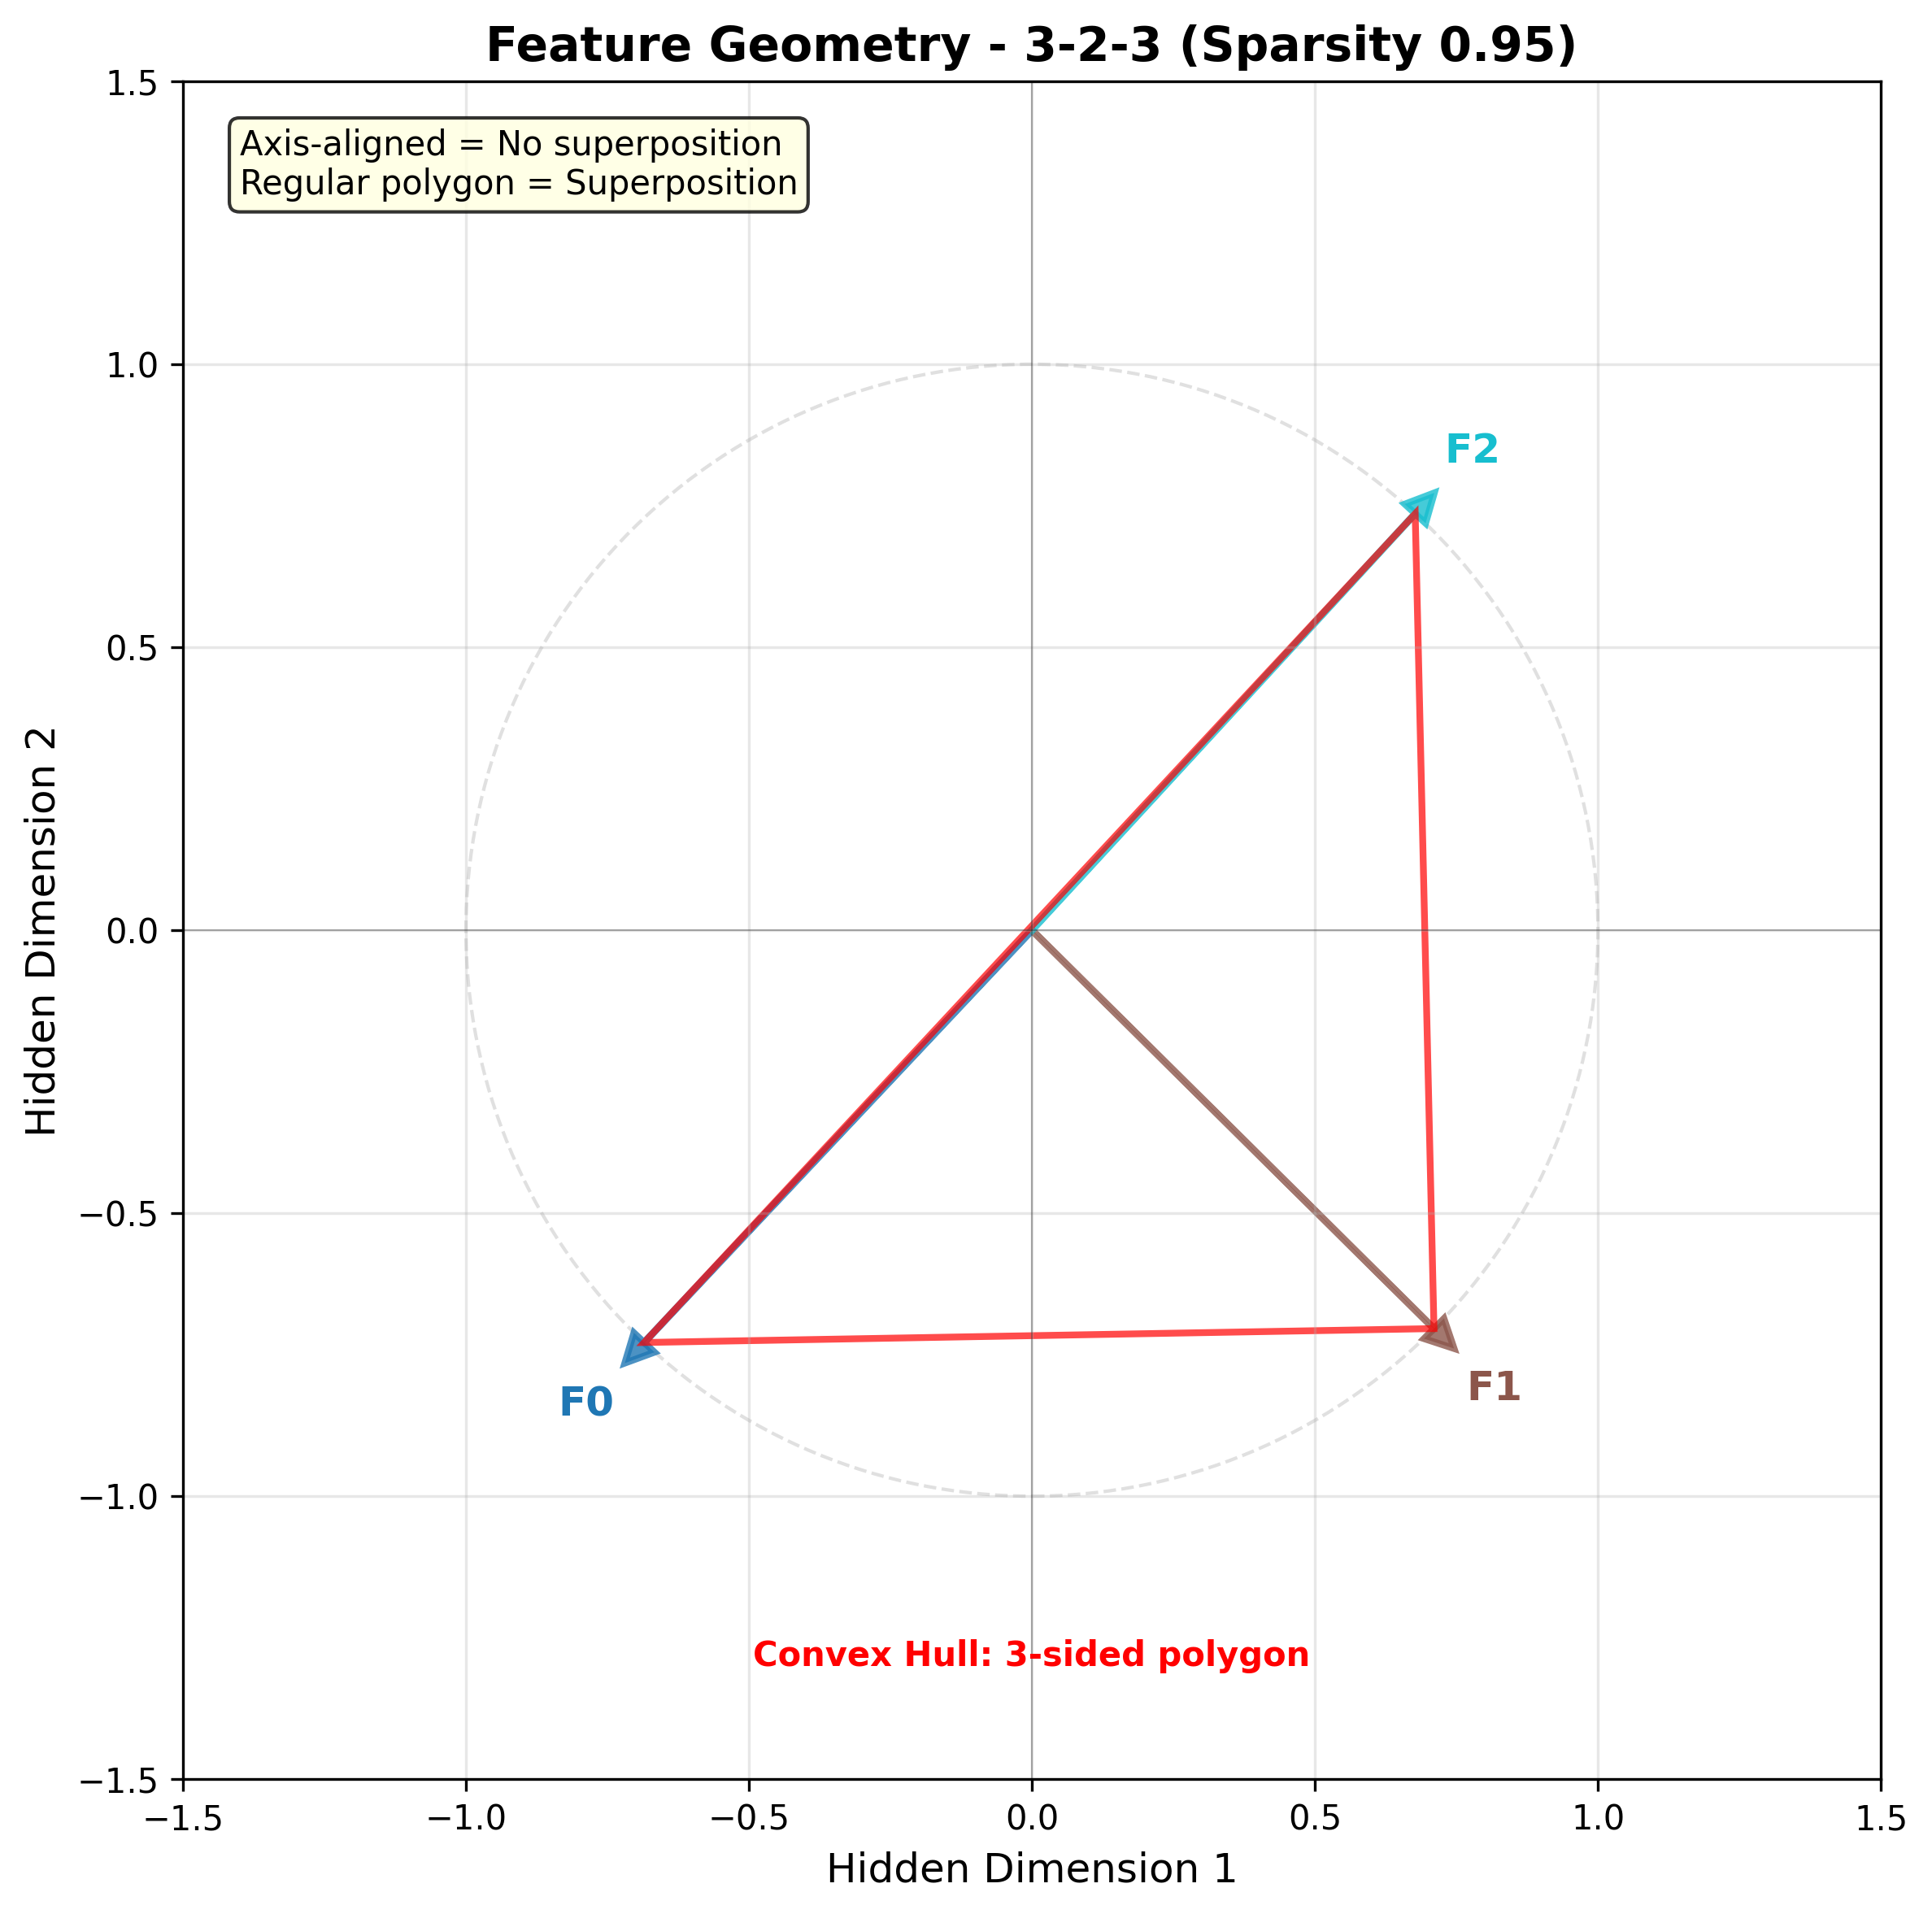 Feature Geometry - 3-2-3 (Sparsity 0.95)
1.5
Axis-aligned = No superposition
Regular polygon = Superposition
1.0
F2
0.5
Hidden Dimension 2
0.0
−0.5
F0
F1
−1.0
Convex Hull: 3-sided polygon
−1.5
−1.5 −1.0 −0.5 0.0 0.5 1.0 1.5
Hidden Dimension 1